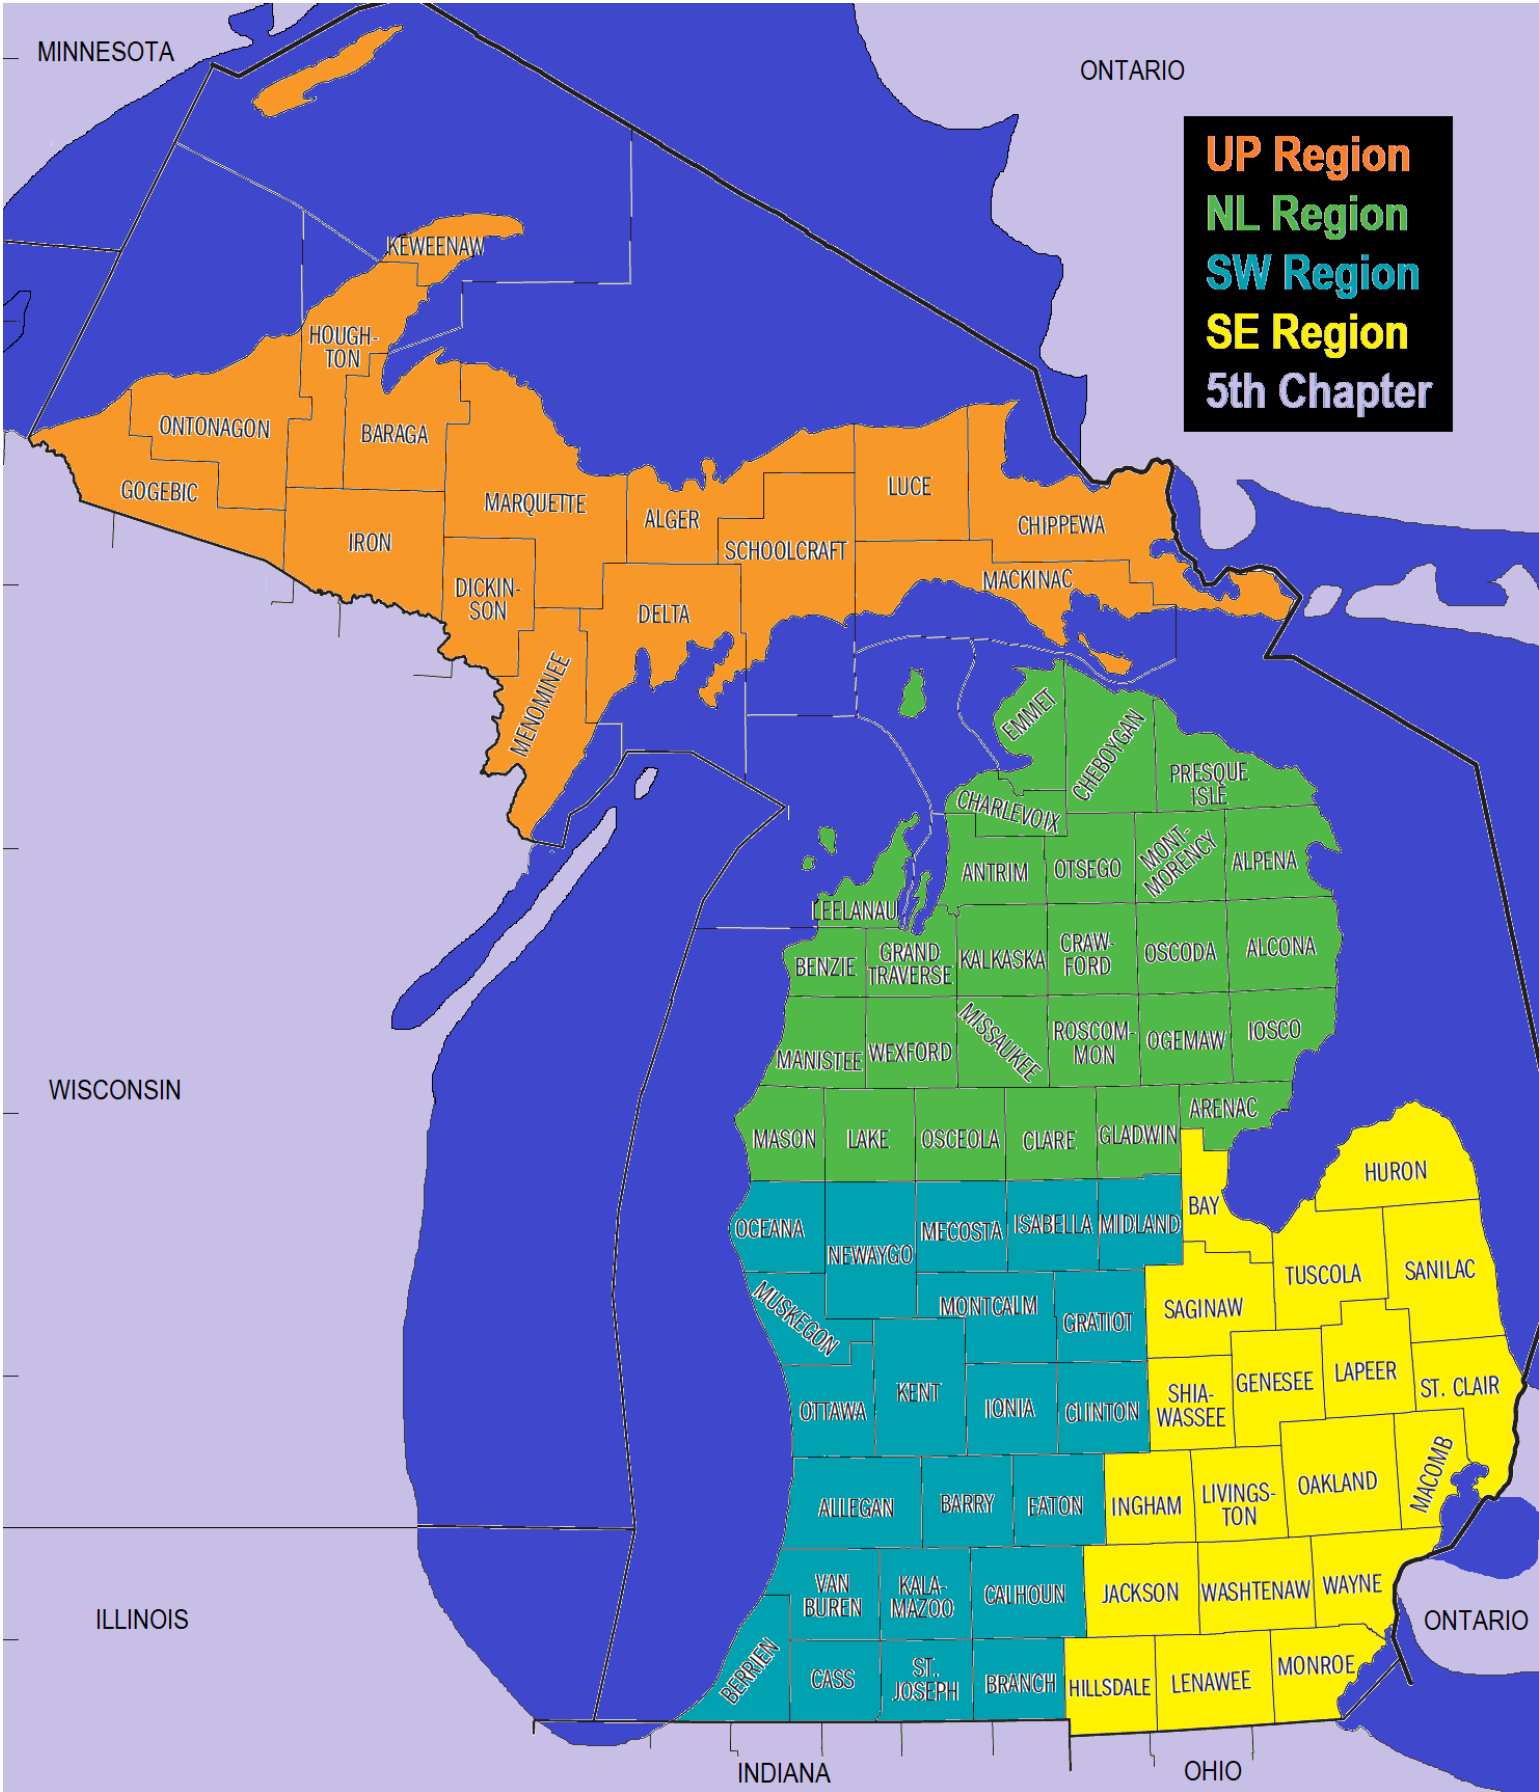 MINNESOTA
ONTARIO
UP Region
NL Region
SW Region
SE Region
5th Chapter
KEWEENAW
HOUGH-
TON
ONTONAGON
BARAGA
GOGEBIC
IRON
MARQUETTE
ALGER
LUCE
CHIPPEWA
SCHOOLCRAFT
MACKINAC
DICKIN-
SON
DELTA
MENOMINEE
EMMET
CHEBOYGAN
PRESQUE
ISLE
CHARLEVOIX
ANTRIM
OTSEGO
MONT-
MORENCY
ALPENA
LEELANAU
BENZIE
GRAND
TRAVERSE
KALKASKA
CRAW-
FORD
OSCODA
ALCONA
MANISTEE
WEXFORD
MISSAUKEE
ROSCOM-
MON
OGEMAW
IOSCO
WISCONSIN
MASON
LAKE
OSCEOLA
CLARE
GLADWIN
ARENAC
HURON
BAY
OCEANA
NEWAYGO
MECOSTA
ISABELLA
MIDLAND
TUSCOLA
SANILAC
MUSKEGON
MONTCALM
GRATIOT
SAGINAW
OTTAWA
KENT
IONIA
CLINTON
SHIA-
WASSEE
GENESEE
LAPEER
ST. CLAIR
ALLEGAN
BARRY
EATON
INGHAM
LIVINGS-
TON
OAKLAND
MACOMB
VAN
BUREN
KALA-
MAZOO
CALHOUN
JACKSON
WASHTENAW
WAYNE
ILLINOIS
ONTARIO
BERRIEN
CASS
ST.
JOSEPH
BRANCH
HILLSDALE
LENAWEE
MONROE
INDIANA
OHIO